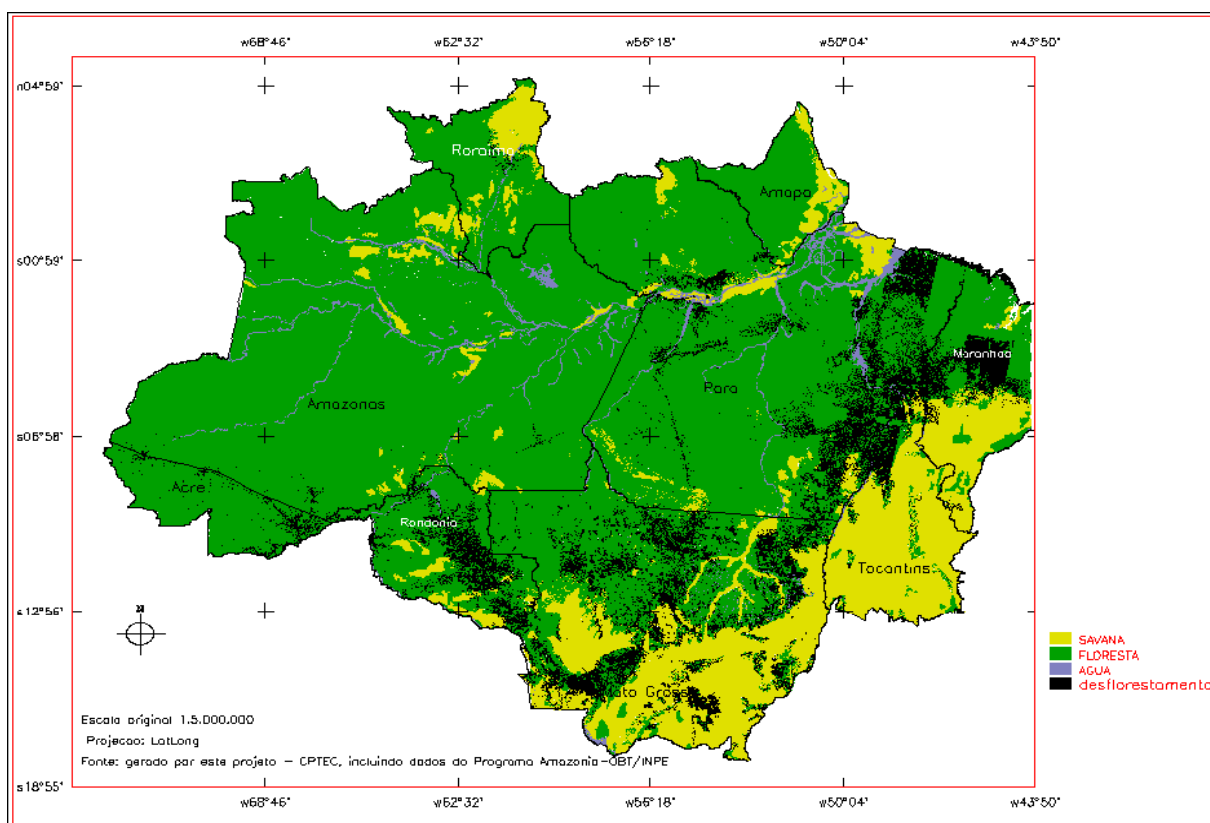 w68°46' w62°32' w56°18' w50°04' w43°50'
n04°59'
Roraima
Amapa
s00°59'
Maranhao
Para
Amazonas
s06°58'
Acre
Rondonia
Tocantins
s12°56'
SAVANA
FLORESTA
AGUA
desflorestamento
Mato Gross
Escala original 1:5.000.000
Projecao: LatLong
Fonte: gerado por este projeto - CPTEC, incluindo dados do Programa Amazonia-OBT/INPE
s18°55'
w68°46' w62°32' w56°18' w50°04' w43°50'